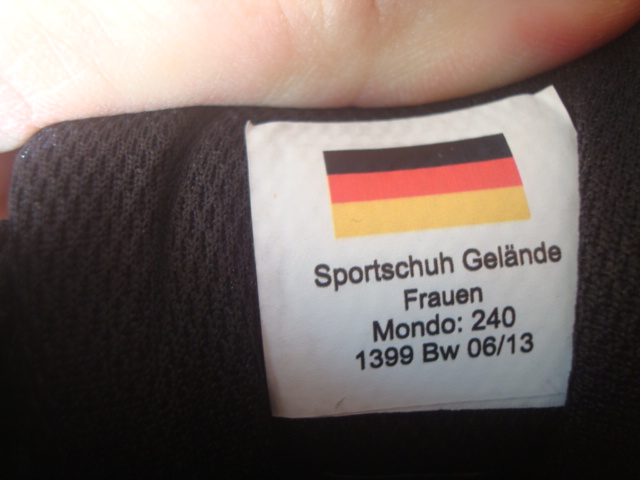 Sportschuh Gelände
Frauen
Mondo: 240
1399 Bw 06/13